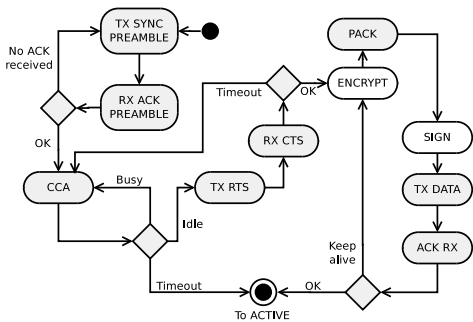 TX SYNC
PREAMBLE
No ACK
received
RX ACK
PREAMBLE
OK
PACK
ENCRYPT
Timeout
OK
RX CTS
SIGN
CCA
Busy
TX RTS
TX DATA
Idle
Keep
alive
ACK RX
Timeout
OK
To ACTIVE